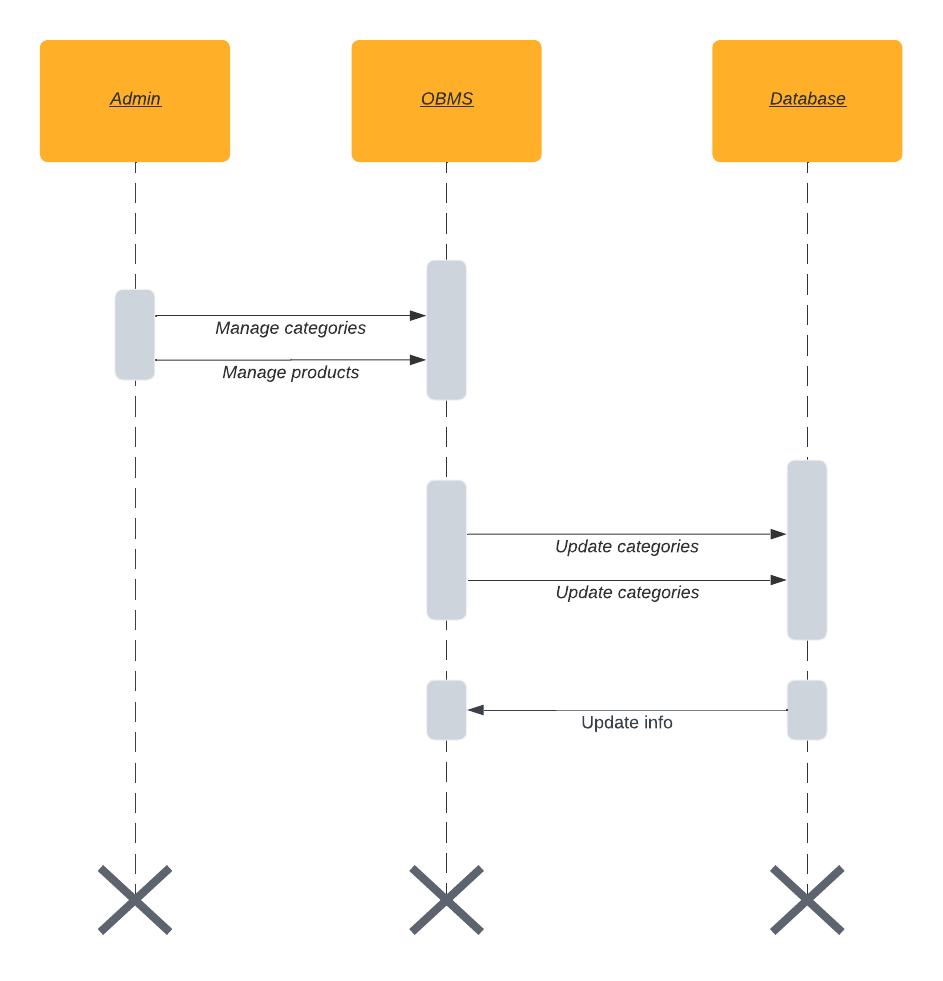 Admin
OBMS
Database
Manage categories
Manage products
Update categories
Update categories
Update info